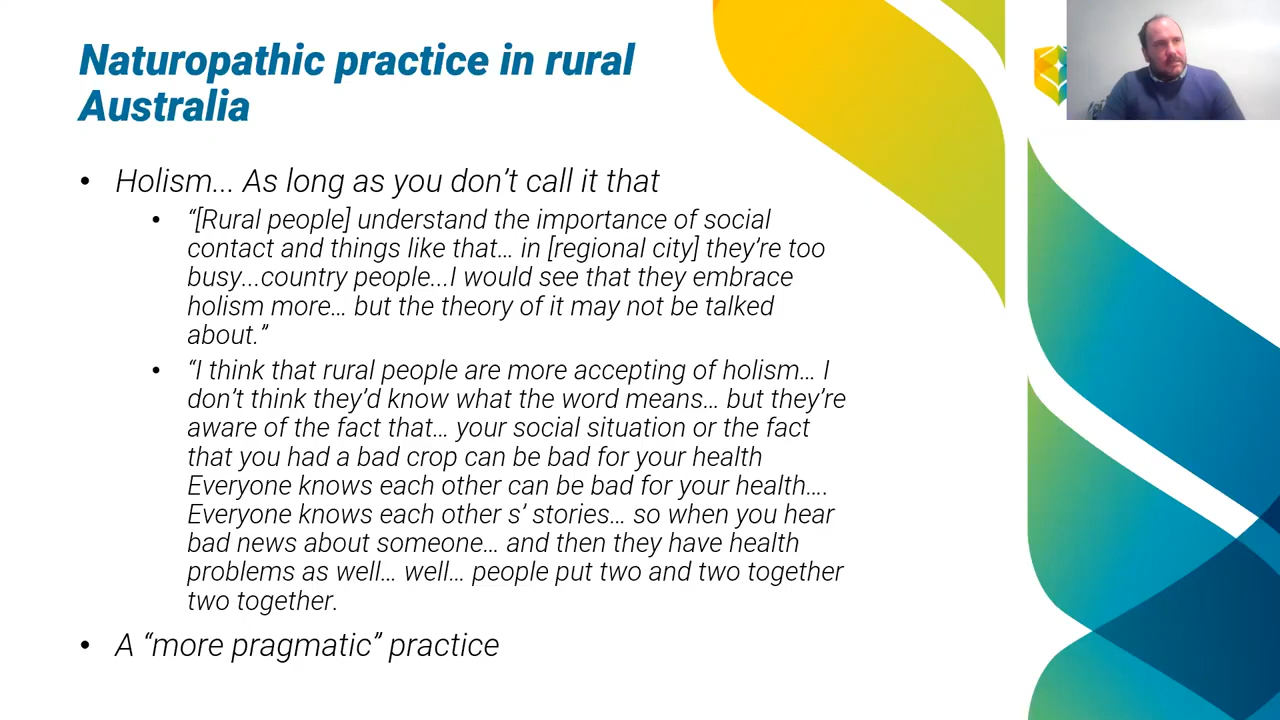 Naturopathic practice in rural
Australia
• Holism... As long as you don’t call it that
• “[Rural people] understand the importance of social
contact and things like that… in [regional city] they’re too
busy...country people...I would see that they embrace
holism more… but the theory of it may not be talked
about.”
• “I think that rural people are more accepting of holism… I
don’t think they’d know what the word means… but they’re
aware of the fact that… your social situation or the fact
that you had a bad crop can be bad for your health
Everyone knows each other can be bad for your health….
Everyone knows each other s’ stories… so when you hear
bad news about someone… and then they have health
problems as well… well… people put two and two together
two together.
• A “more pragmatic” practice